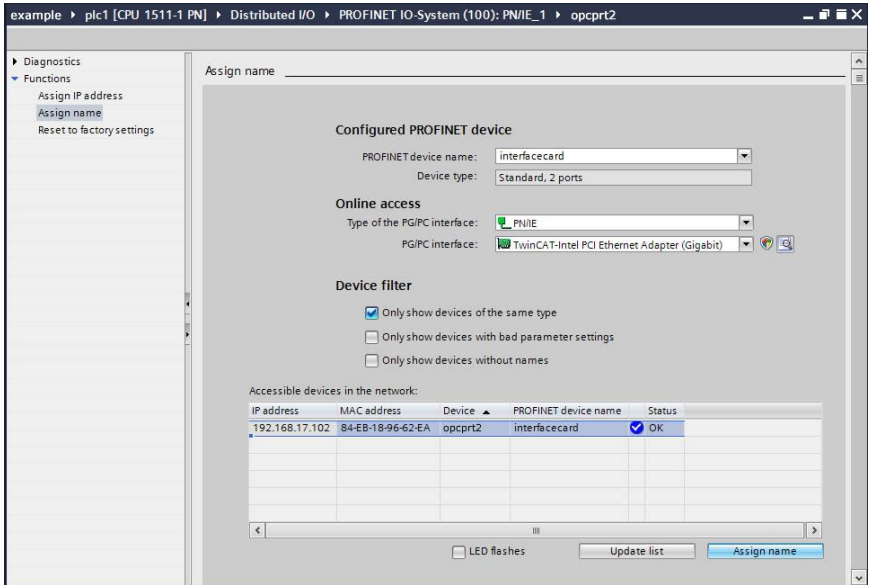 example ▸ plc1 [CPU 1511-1 PN] ▸ Distributed I/O ▸ PROFINET IO-System (100): PN/IE_1 ▸ opcprt2
Diagnostics
Functions
Assign IP address
Assign name
Reset to factory settings
Assign name
Configured PROFINET device
PROFINET device name: interfacecard
Device type: Standard, 2 ports
Online access
Type of the PG/PC interface: PN/IE
PG/PC interface: TwinCAT-Intel PCI Ethernet Adapter (Gigabit)
Device filter
Only show devices of the same type
Only show devices with bad parameter settings
Only show devices without names
Accessible devices in the network:
IP address MAC address Device PROFINET device name Status
192.168.17.102 84-EB-18-96-62-EA opcprt2 interfacecard OK
LED flashes Update list Assign name